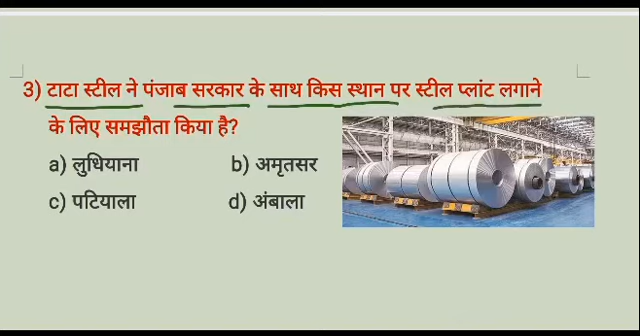 3) टाटा स्टील ने पंजाब सरकार के साथ किस स्थान पर स्टील प्लांट लगाने
के लिए समझौता किया है?
a) लुधियाना b) अमृतसर
c) पटियाला d) अंबाला